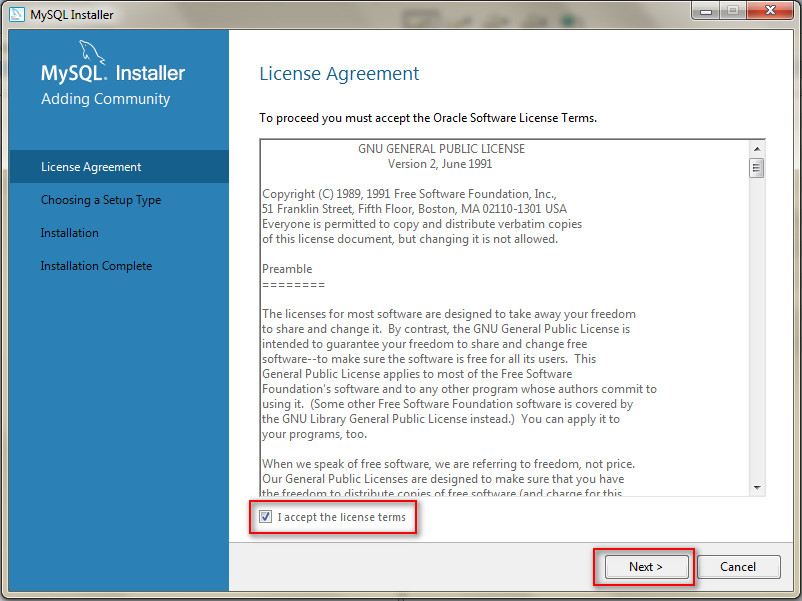 MySQL Installer
MySQL. Installer
Adding Community
License Agreement
Choosing a Setup Type
Installation
Installation Complete
License Agreement
To proceed you must accept the Oracle Software License Terms.
GNU GENERAL PUBLIC LICENSE
Version 2, June 1991
Copyright (C) 1989, 1991 Free Software Foundation, Inc.,
51 Franklin Street, Fifth Floor, Boston, MA 02110-1301 USA
Everyone is permitted to copy and distribute verbatim copies
of this license document, but changing it is not allowed.
Preamble
========
The licenses for most software are designed to take away your freedom
to share and change it.  By contrast, the GNU General Public License is
intended to guarantee your freedom to share and change free
software--to make sure the software is free for all its users.  This
General Public License applies to most of the Free Software
Foundation's software and to any other program whose authors commit to
using it.  (Some other Free Software Foundation software is covered by
the GNU Library General Public License instead.)  You can apply it to
your programs, too.
When we speak of free software, we are referring to freedom, not price.
Our General Public Licenses are designed to make sure that you have
the freedom to distribute copies of free software (and charge for this
I accept the license terms
Next >
Cancel